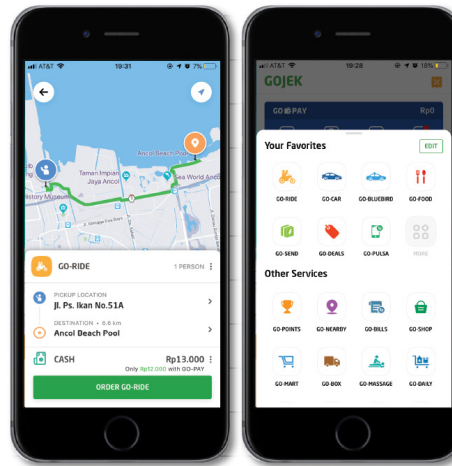 AT&T
19:31
7%
Ancol Beach Pool
Taman Impian
Jaya Ancol
Sea World
History Museum
GO-RIDE
1 PERSON
PICKUP LOCATION
Jl. Ps. Ikan No.51A
DESTINATION • 6.6 km
Ancol Beach Pool
CASH
Rp13.000
Only Rp12.000 with GO-PAY
ORDER GO-RIDE
AT&T
19:28
18%
GOJEK
GO PAY
Rp0
Your Favorites
EDIT
GO-RIDE GO-CAR GO-BLUEBIRD GO-FOOD
GO-SEND GO-DEALS GO-PULSA MORE
Other Services
GO-POINTS GO-NEARBY GO-BILLS GO-SHOP
GO-MART GO-BOX GO-MASSAGE GO-DAILY